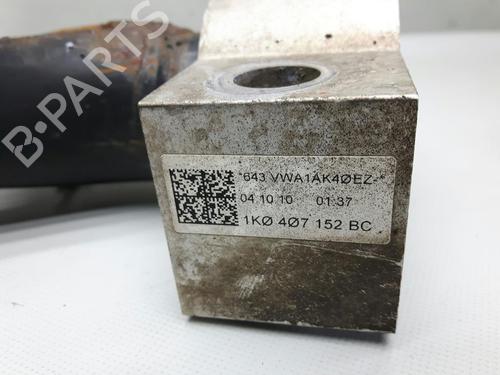 B-PARTS
*643 VWA1AK4ØEZ-*
04.10.10 01:37
1KØ 4Ø7 152 BC